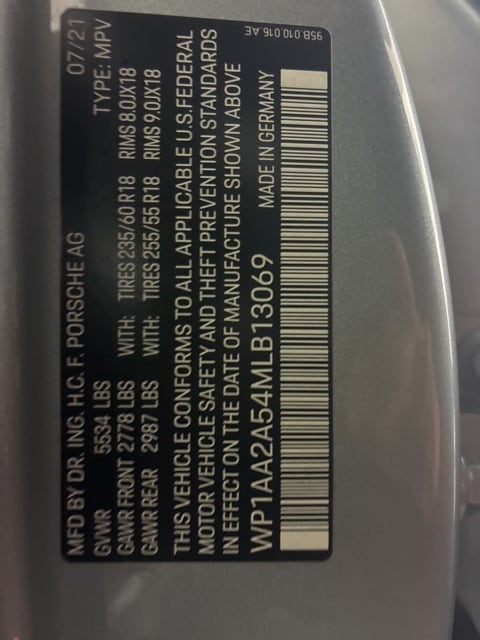 MFD BY DR. ING. H.C. F. PORSCHE AG 07/21
GVWR 5534 LBS TYPE: MPV
GAWR FRONT 2778 LBS WITH: TIRES 235/60 R18 RIMS 8.0JX18
GAWR REAR 2987 LBS WITH: TIRES 255/55 R18 RIMS 9.0JX18
THIS VEHICLE CONFORMS TO ALL APPLICABLE U.S.FEDERAL
MOTOR VEHICLE SAFETY AND THEFT PREVENTION STANDARDS
IN EFFECT ON THE DATE OF MANUFACTURE SHOWN ABOVE
WP1AA2A54MLB13069 MADE IN GERMANY
95B.010.016.AE